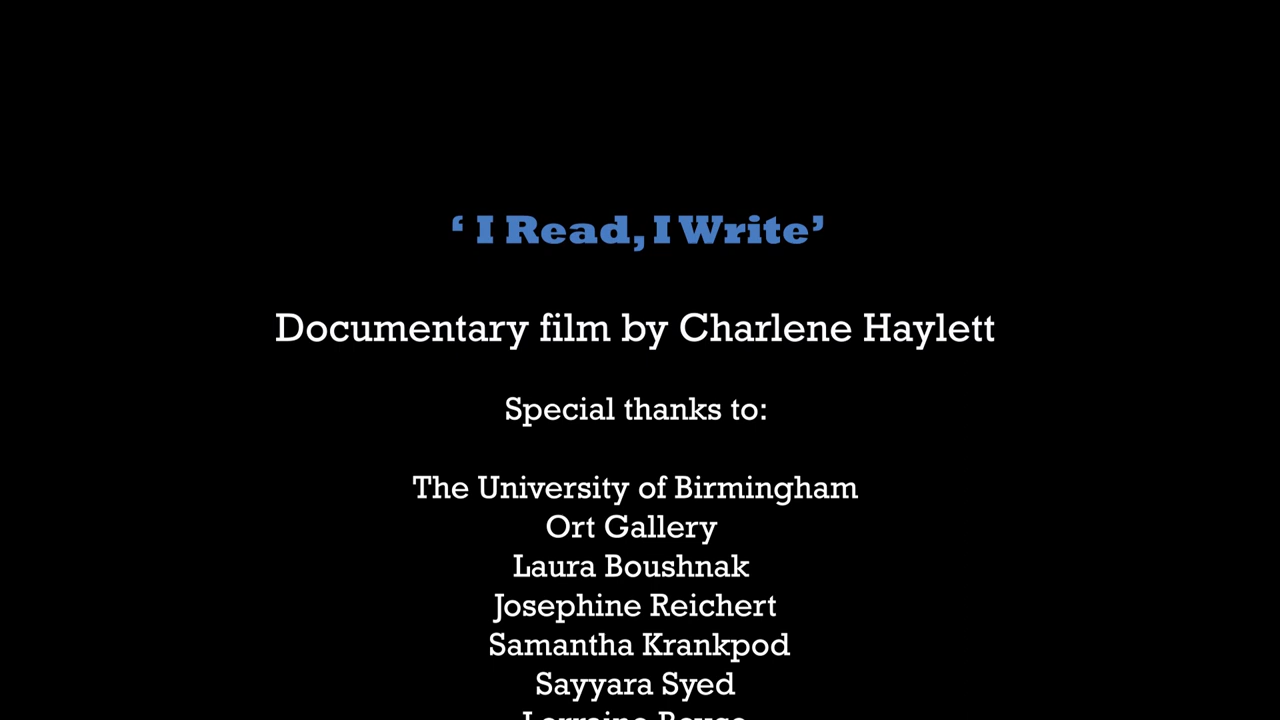 ‘ I Read, I Write’
Documentary film by Charlene Haylett
Special thanks to:
The University of Birmingham
Ort Gallery
Laura Boushnak
Josephine Reichert
Samantha Krankpod
Sayyara Syed
Lorraine